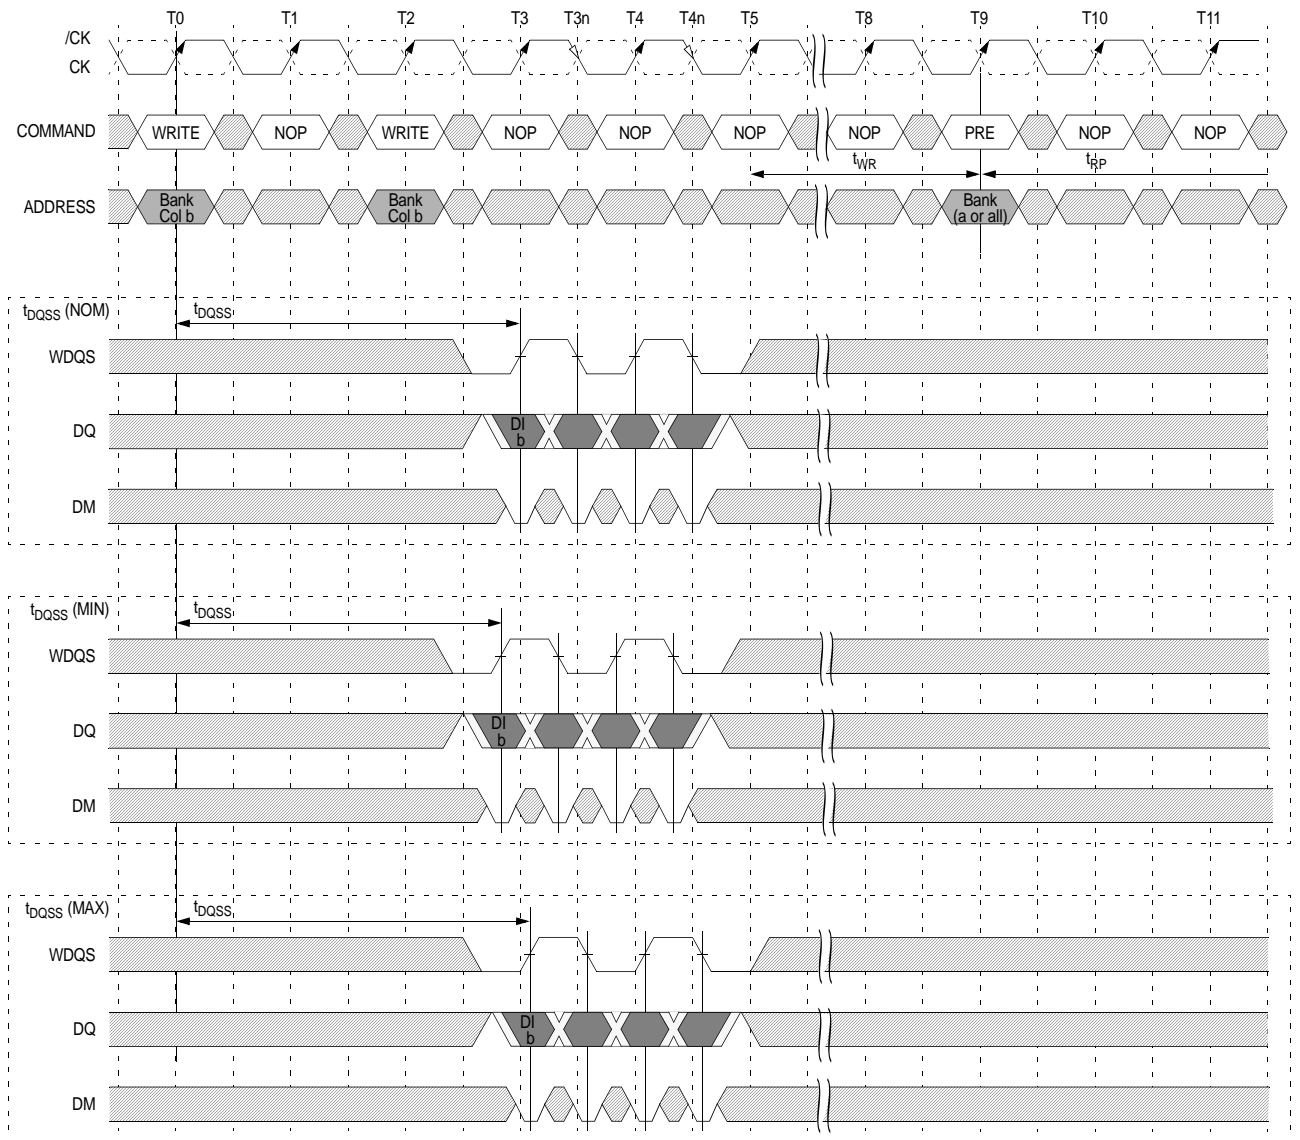 T0 T1 T2 T3 T3n T4 T4n T5 T8 T9 T10 T11
/CK
CK
COMMAND WRITE NOP WRITE NOP NOP NOP NOP PRE NOP NOP
tWR tRP
ADDRESS Bank Col b Bank Col b Bank (a or all)
tDQSS (NOM) tDQSS
WDQS
DQ DI b
DM
tDQSS (MIN) tDQSS
WDQS
DQ DI b
DM
tDQSS (MAX) tDQSS
WDQS
DQ DI b
DM